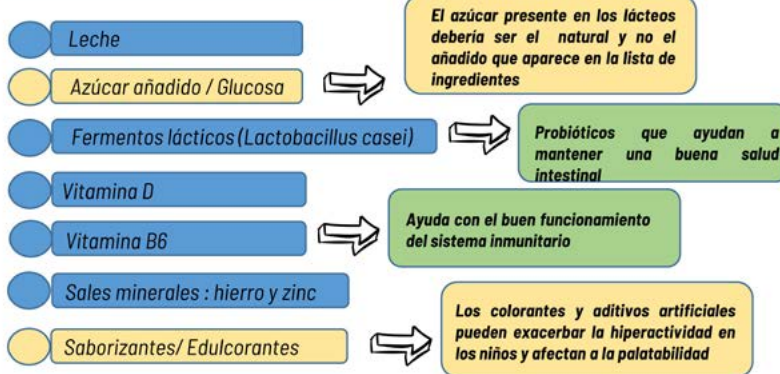 Leche
El azúcar presente en los lácteos
debería ser el natural y no el
añadido que aparece en la lista de
ingredientes
Azúcar añadido / Glucosa
Fermentos lácticos (Lactobacillus casei)
Probióticos que ayudan a
mantener una buena salud
intestinal
Vitamina D
Vitamina B6
Ayuda con el buen funcionamiento
del sistema inmunitario
Sales minerales : hierro y zinc
Saborizantes/ Edulcorantes
Los colorantes y aditivos artificiales
pueden exacerbar la hiperactividad en
los niños y afectan a la palatabilidad